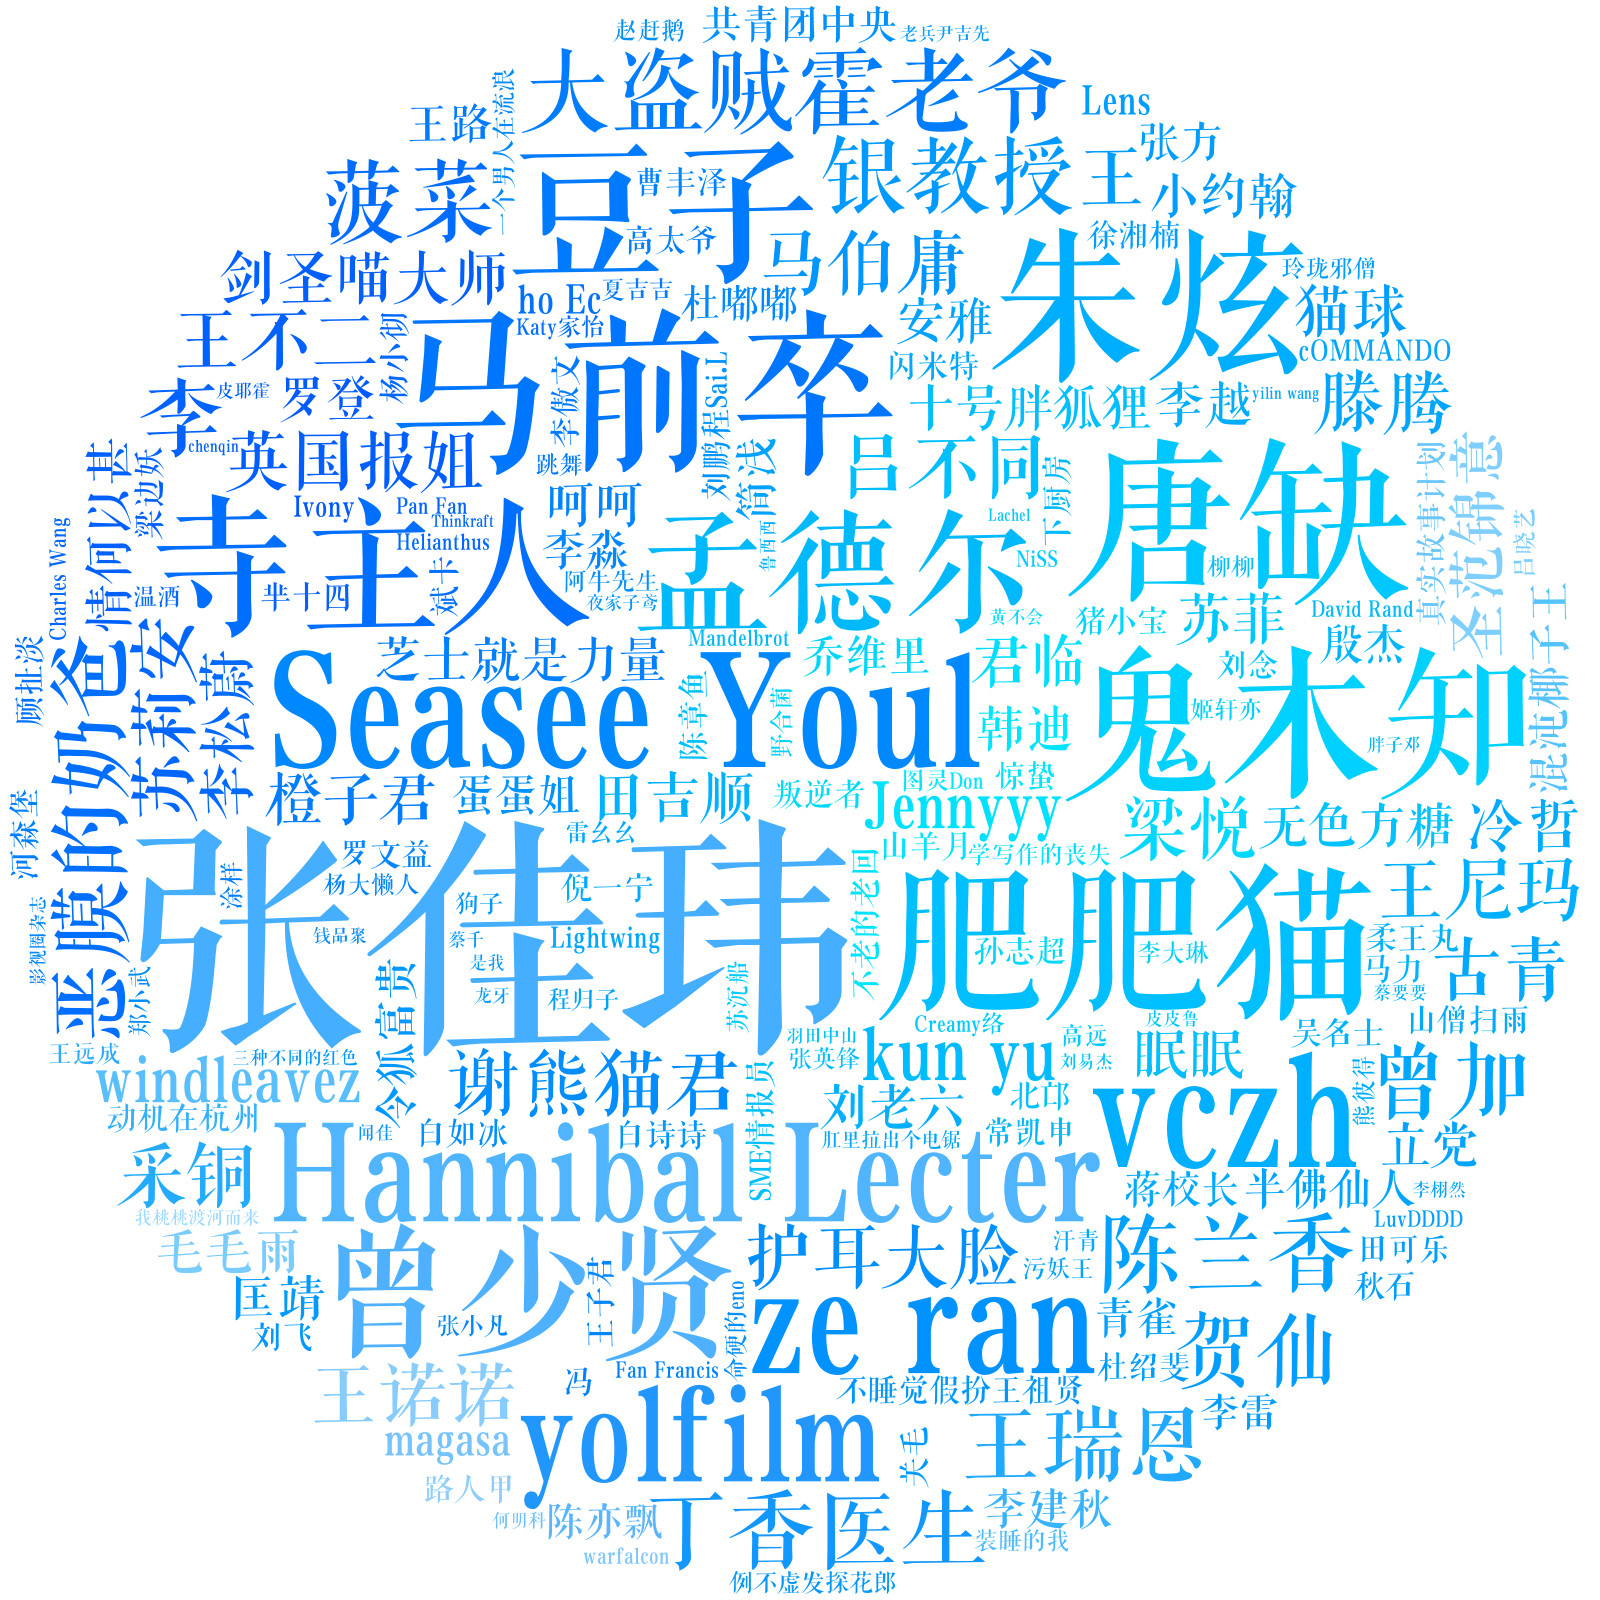 赵赶鹅
共青团中央
老兵尹吉先
大盗贼霍老爷
Lens
王路
一个男人在流浪
张方
菠菜
豆子
曹丰泽
银教授
王
小约翰
高太爷
马伯庸
徐湘楠
朱炫
玲珑邪僧
剑圣喵大师
ho Ec
夏吉吉
杜嘟嘟
安雅
猫球
王不二
杨小彻
Katy家怡
马前卒
闪米特
cOMMANDO
李
皮耶霍
罗登
李傲文
刘鹏程Sai.L
十号胖狐狸
李越
yilin wang
滕腾
chenqin
英国报姐
跳舞
简浅
吕不同
下厨房
唐缺
真实故事计划
圣范锦意
情何以甚
梁边妖
Ivony
Pan Fan
Thinkraft
呵呵
鲁西西
孟德尔
Lachel
吕晓艺
Charles Wang
寺主人
Helianthus
李淼
NiSS
柳柳
温酒
芈十四
斌卡
阿牛先生
夜家子鸢
黄不会
猪小宝
苏菲
David Rand
混沌椰子王
顾扯淡
恶膜的奶爸
苏莉安
李松蔚
芝士就是力量
Mandelbrot
乔维里
君临
刘念
殷杰
Seasee Youl
陈章鱼
野合菌
韩迪
鬼木知
姬轩亦
胖子邓
河森堡
橙子君
蛋蛋姐
田吉顺
叛逆者
图灵Don
惊蛰
Jennyyy
梁悦
无色方糖
冷哲
张佳玮
罗文益
雷幺幺
山羊月
学写作的丧失
涂样
杨大懒人
狗子
倪一宁
不老的老回
肥肥猫
王尼玛
影视圈杂志
钱品聚
蔡千
Lightwing
孙志超
李大琳
柔王丸
古青
郑小武
令狐富贵
是我
马力
龙牙
程归子
苏沉船
蔡要要
王远成
三种不同的红色
羽田中山
Creamy络
高远
皮皮鲁
吴名士
山僧扫雨
windleavez
谢熊猫君
SME情报员
张英锋
kun yu
刘易杰
眠眠
vczh
熊彼得
曾加
动机在杭州
闻佳
白如冰
白诗诗
刘老六
北邙
肛里拉出个电锯
常凯申
立党
采铜
Hannibal Lecter
蒋校长
半佛仙人
李栩然
我桃桃渡河而来
毛毛雨
曾少贤
护耳大脸
汗青
陈兰香
LuvDDDD
田可乐
匡靖
王子君
命硬的eno
ze ran
污妖王
秋石
刘飞
张小凡
青雀
贺仙
王诺诺
冯
Fan Francis
不睡觉假扮王祖贤
杜绍斐
李雷
magasa
yolfilm
关毛
王瑞恩
路人甲
丁香医生
李建秋
何明科
陈亦飘
装睡的我
warfalcon
例不虚发探花郎